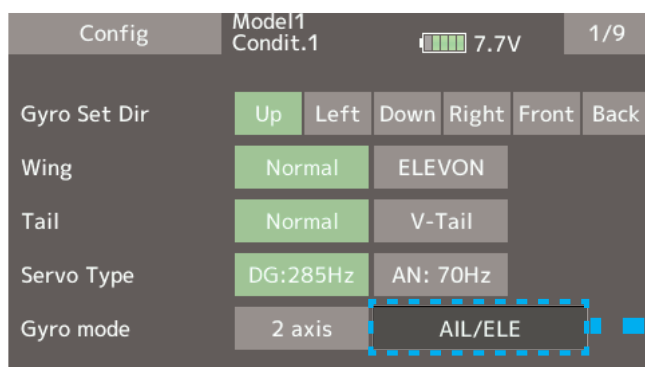 Config Model1 1/9
Condit.1 7.7V
Gyro Set Dir Up Left Down Right Front Back
Wing Normal ELEVON
Tail Normal V-Tail
Servo Type DG:285Hz AN: 70Hz
Gyro mode 2 axis AIL/ELE